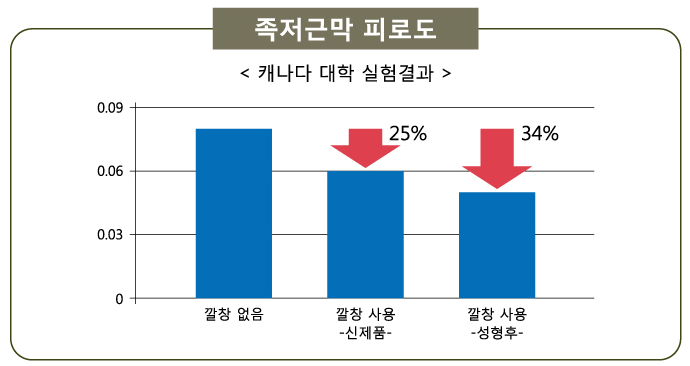 족저근막 피로도
< 캐나다 대학 실험결과 >
0.09
25%
34%
0.06
0.03
0
깔창 없음
깔창 사용
-신제품-
깔창 사용
-성형후-